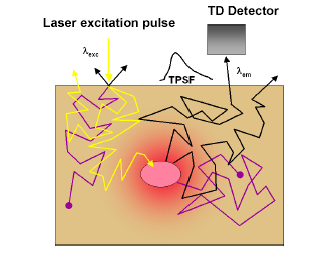 TD Detector
Laser excitation pulse
λexc
TPSF
λem